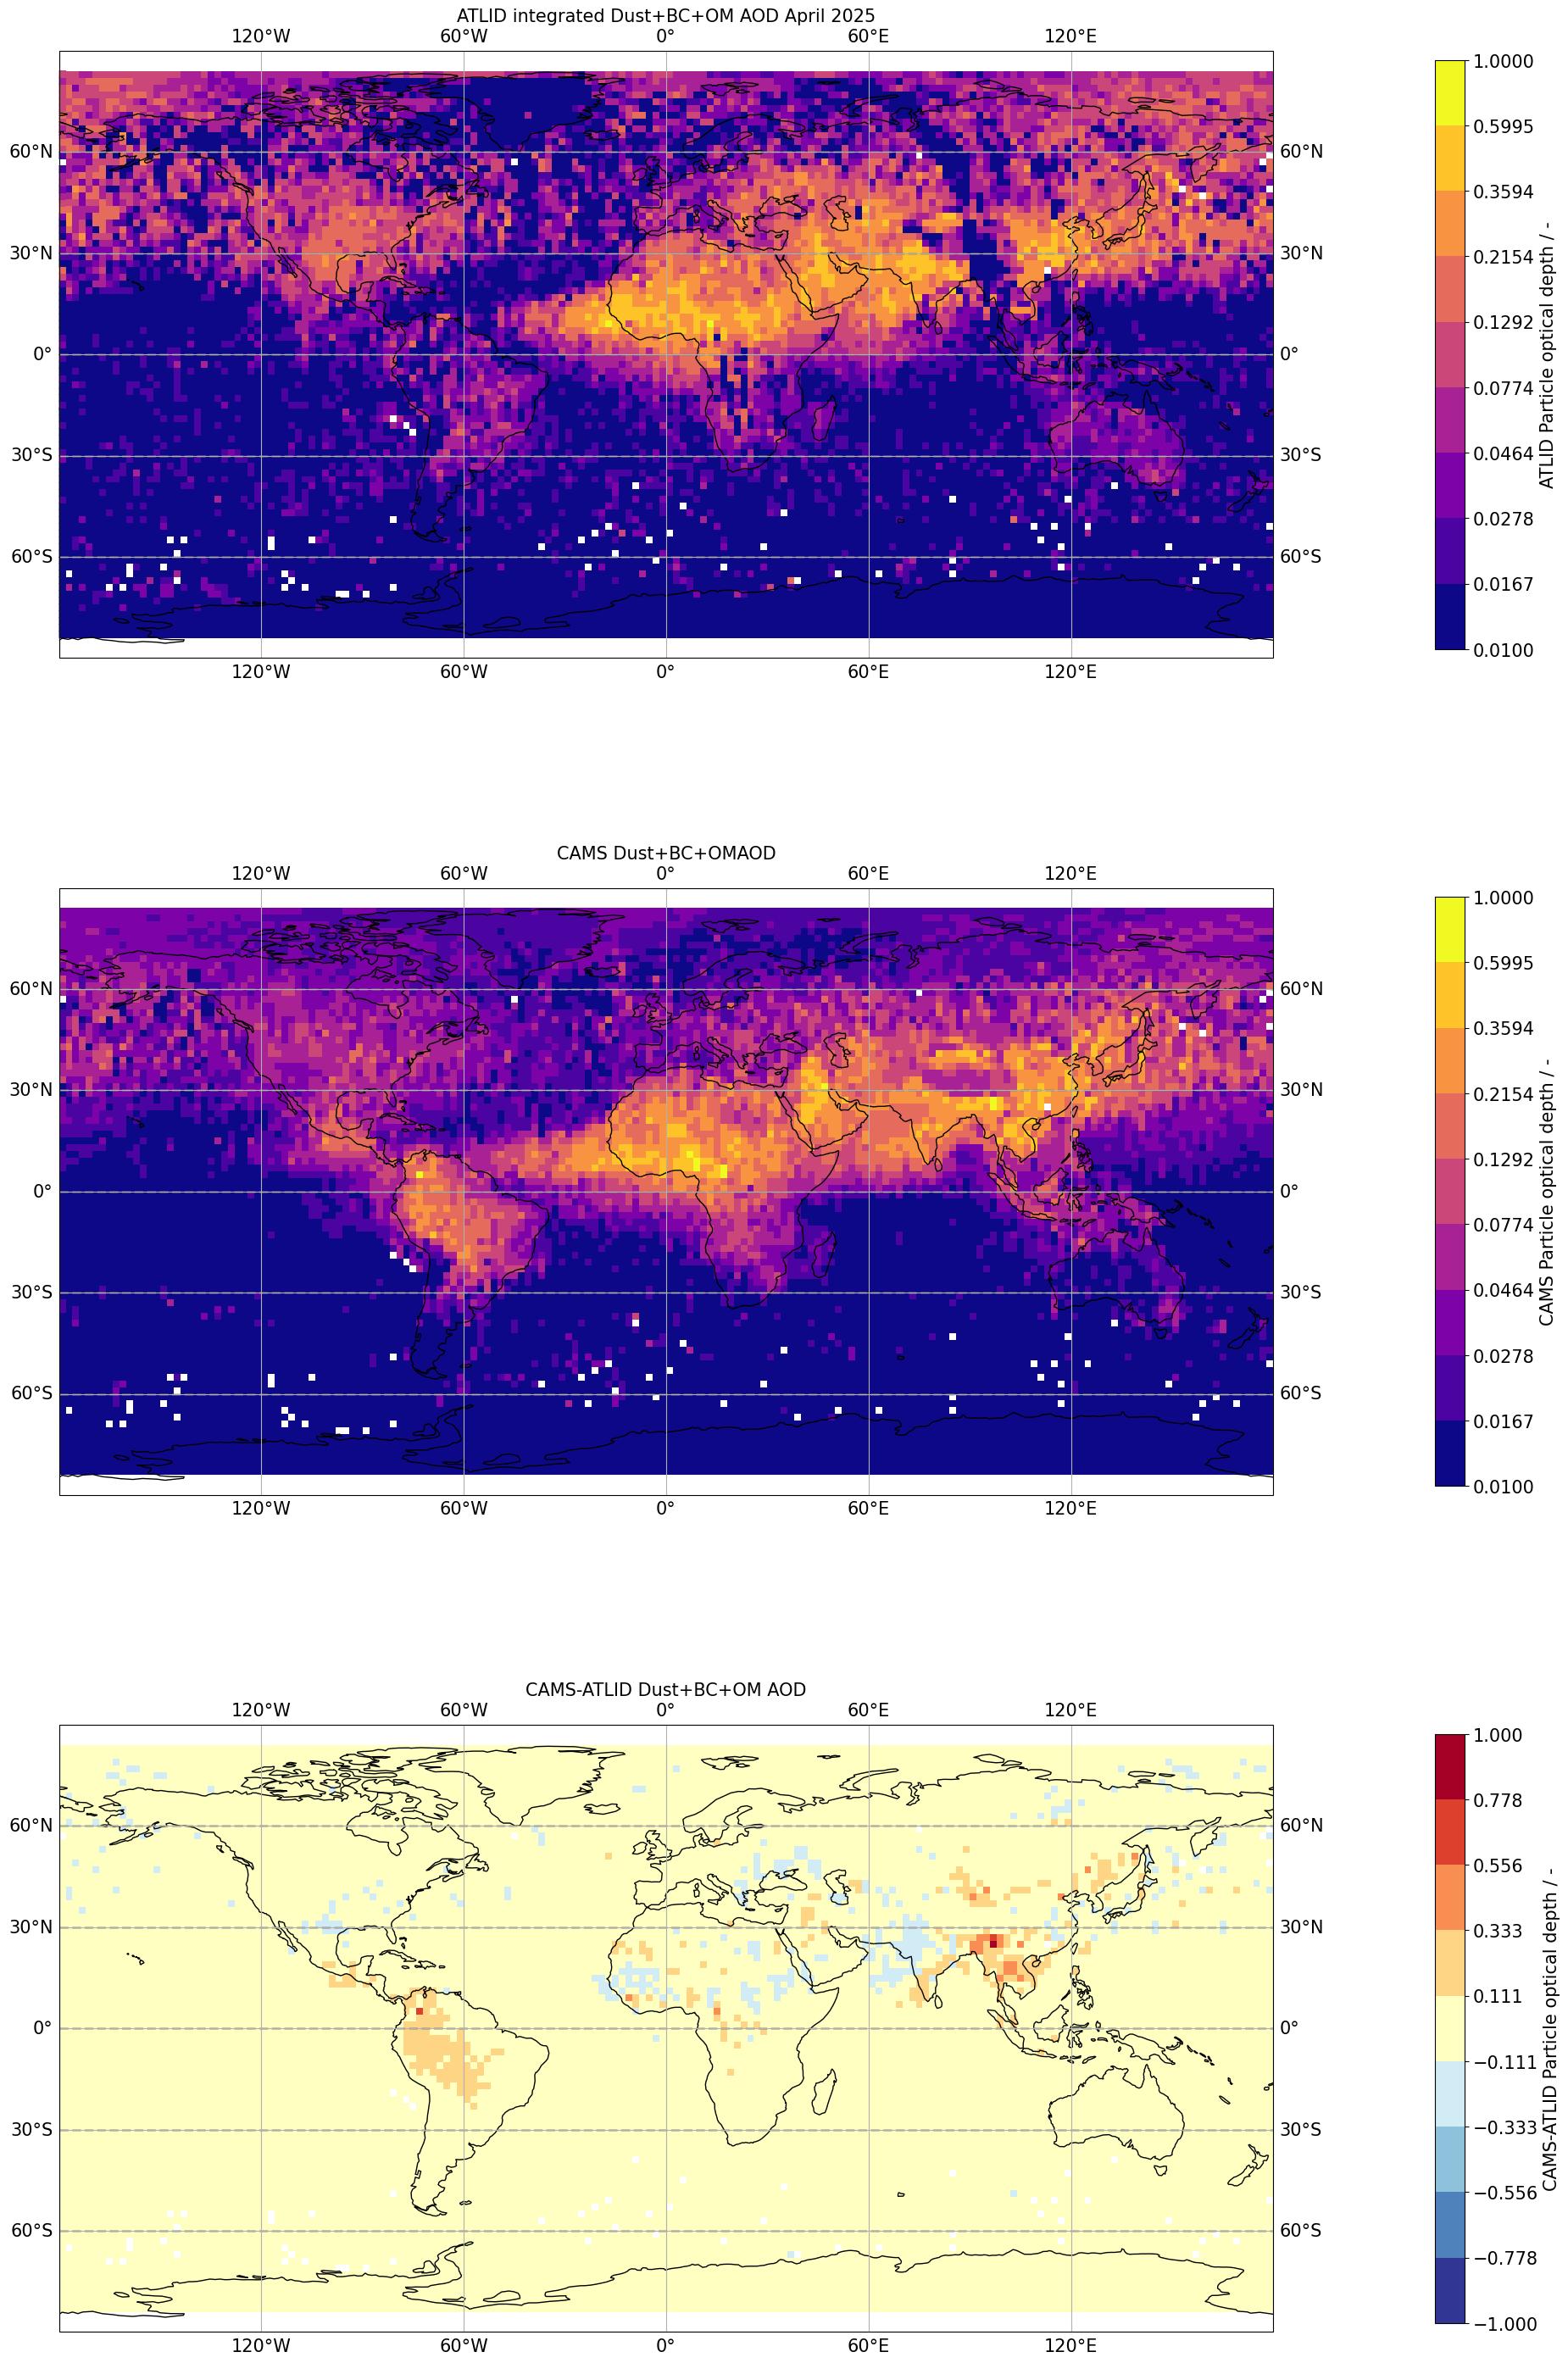 ATLID integrated Dust+BC+OM AOD April 2025
120°W 60°W 0° 60°E 120°E
60°N 60°N
30°N 30°N
0° 0°
30°S 30°S
60°S 60°S
120°W 60°W 0° 60°E 120°E
1.0000
0.5995
0.3594
0.2154
0.1292
0.0774
0.0464
0.0278
0.0167
0.0100
ATLID Particle optical depth / -
CAMS Dust+BC+OMAOD
120°W 60°W 0° 60°E 120°E
60°N 60°N
30°N 30°N
0° 0°
30°S 30°S
60°S 60°S
120°W 60°W 0° 60°E 120°E
1.0000
0.5995
0.3594
0.2154
0.1292
0.0774
0.0464
0.0278
0.0167
0.0100
CAMS Particle optical depth / -
CAMS-ATLID Dust+BC+OM AOD
120°W 60°W 0° 60°E 120°E
60°N 60°N
30°N 30°N
0° 0°
30°S 30°S
60°S 60°S
120°W 60°W 0° 60°E 120°E
1.000
0.778
0.556
0.333
0.111
−0.111
−0.333
−0.556
−0.778
−1.000
CAMS-ATLID Particle optical depth / -